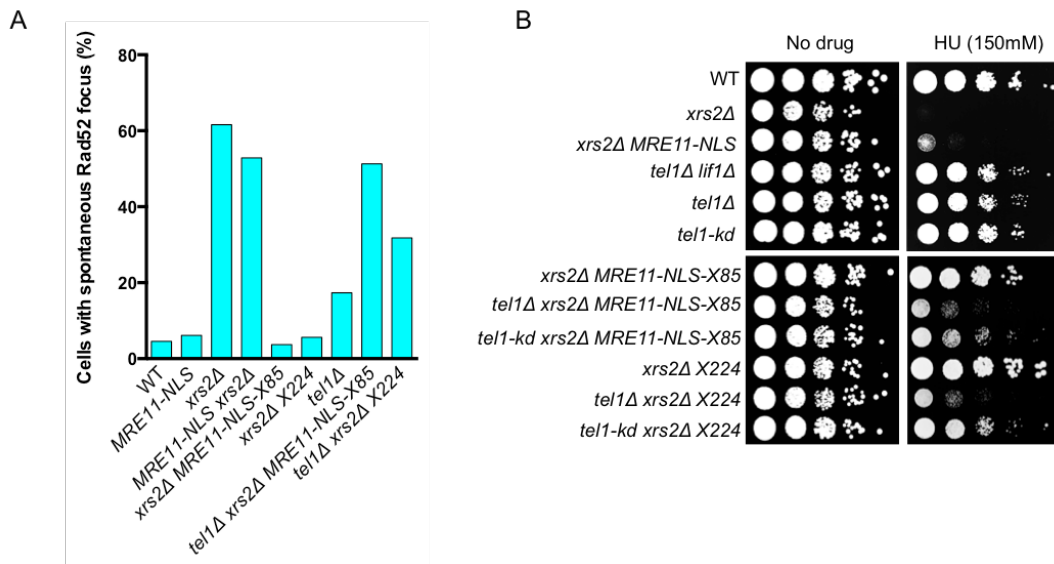 A
Cells with spontaneous Rad52 focus (%)
80
60
40
20
0
WT
MRE11-NLS
xrs2Δ
MRE11-NLS xrs2Δ
xrs2Δ MRE11-NLS-X85
xrs2Δ X224
tel1Δ
tel1Δ xrs2Δ MRE11-NLS-X85
tel1Δ xrs2Δ X224
B
No drug
HU (150mM)
WT
xrs2Δ
xrs2Δ MRE11-NLS
tel1Δ lif1Δ
tel1Δ
tel1-kd
xrs2Δ MRE11-NLS-X85
tel1Δ xrs2Δ MRE11-NLS-X85
tel1-kd xrs2Δ MRE11-NLS-X85
xrs2Δ X224
tel1Δ xrs2Δ X224
tel1-kd xrs2Δ X224